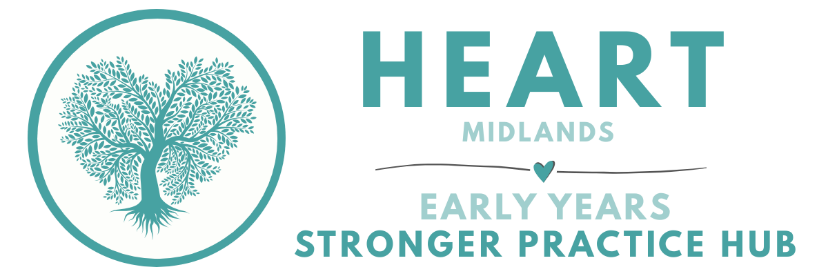 HEART
MIDLANDS
EARLY YEARS
STRONGER PRACTICE HUB